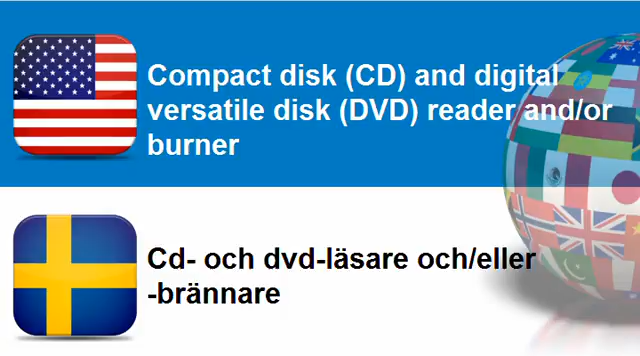 Compact disk (CD) and digital
versatile disk (DVD) reader and/or
burner
Cd- och dvd-läsare och/eller
-brännare